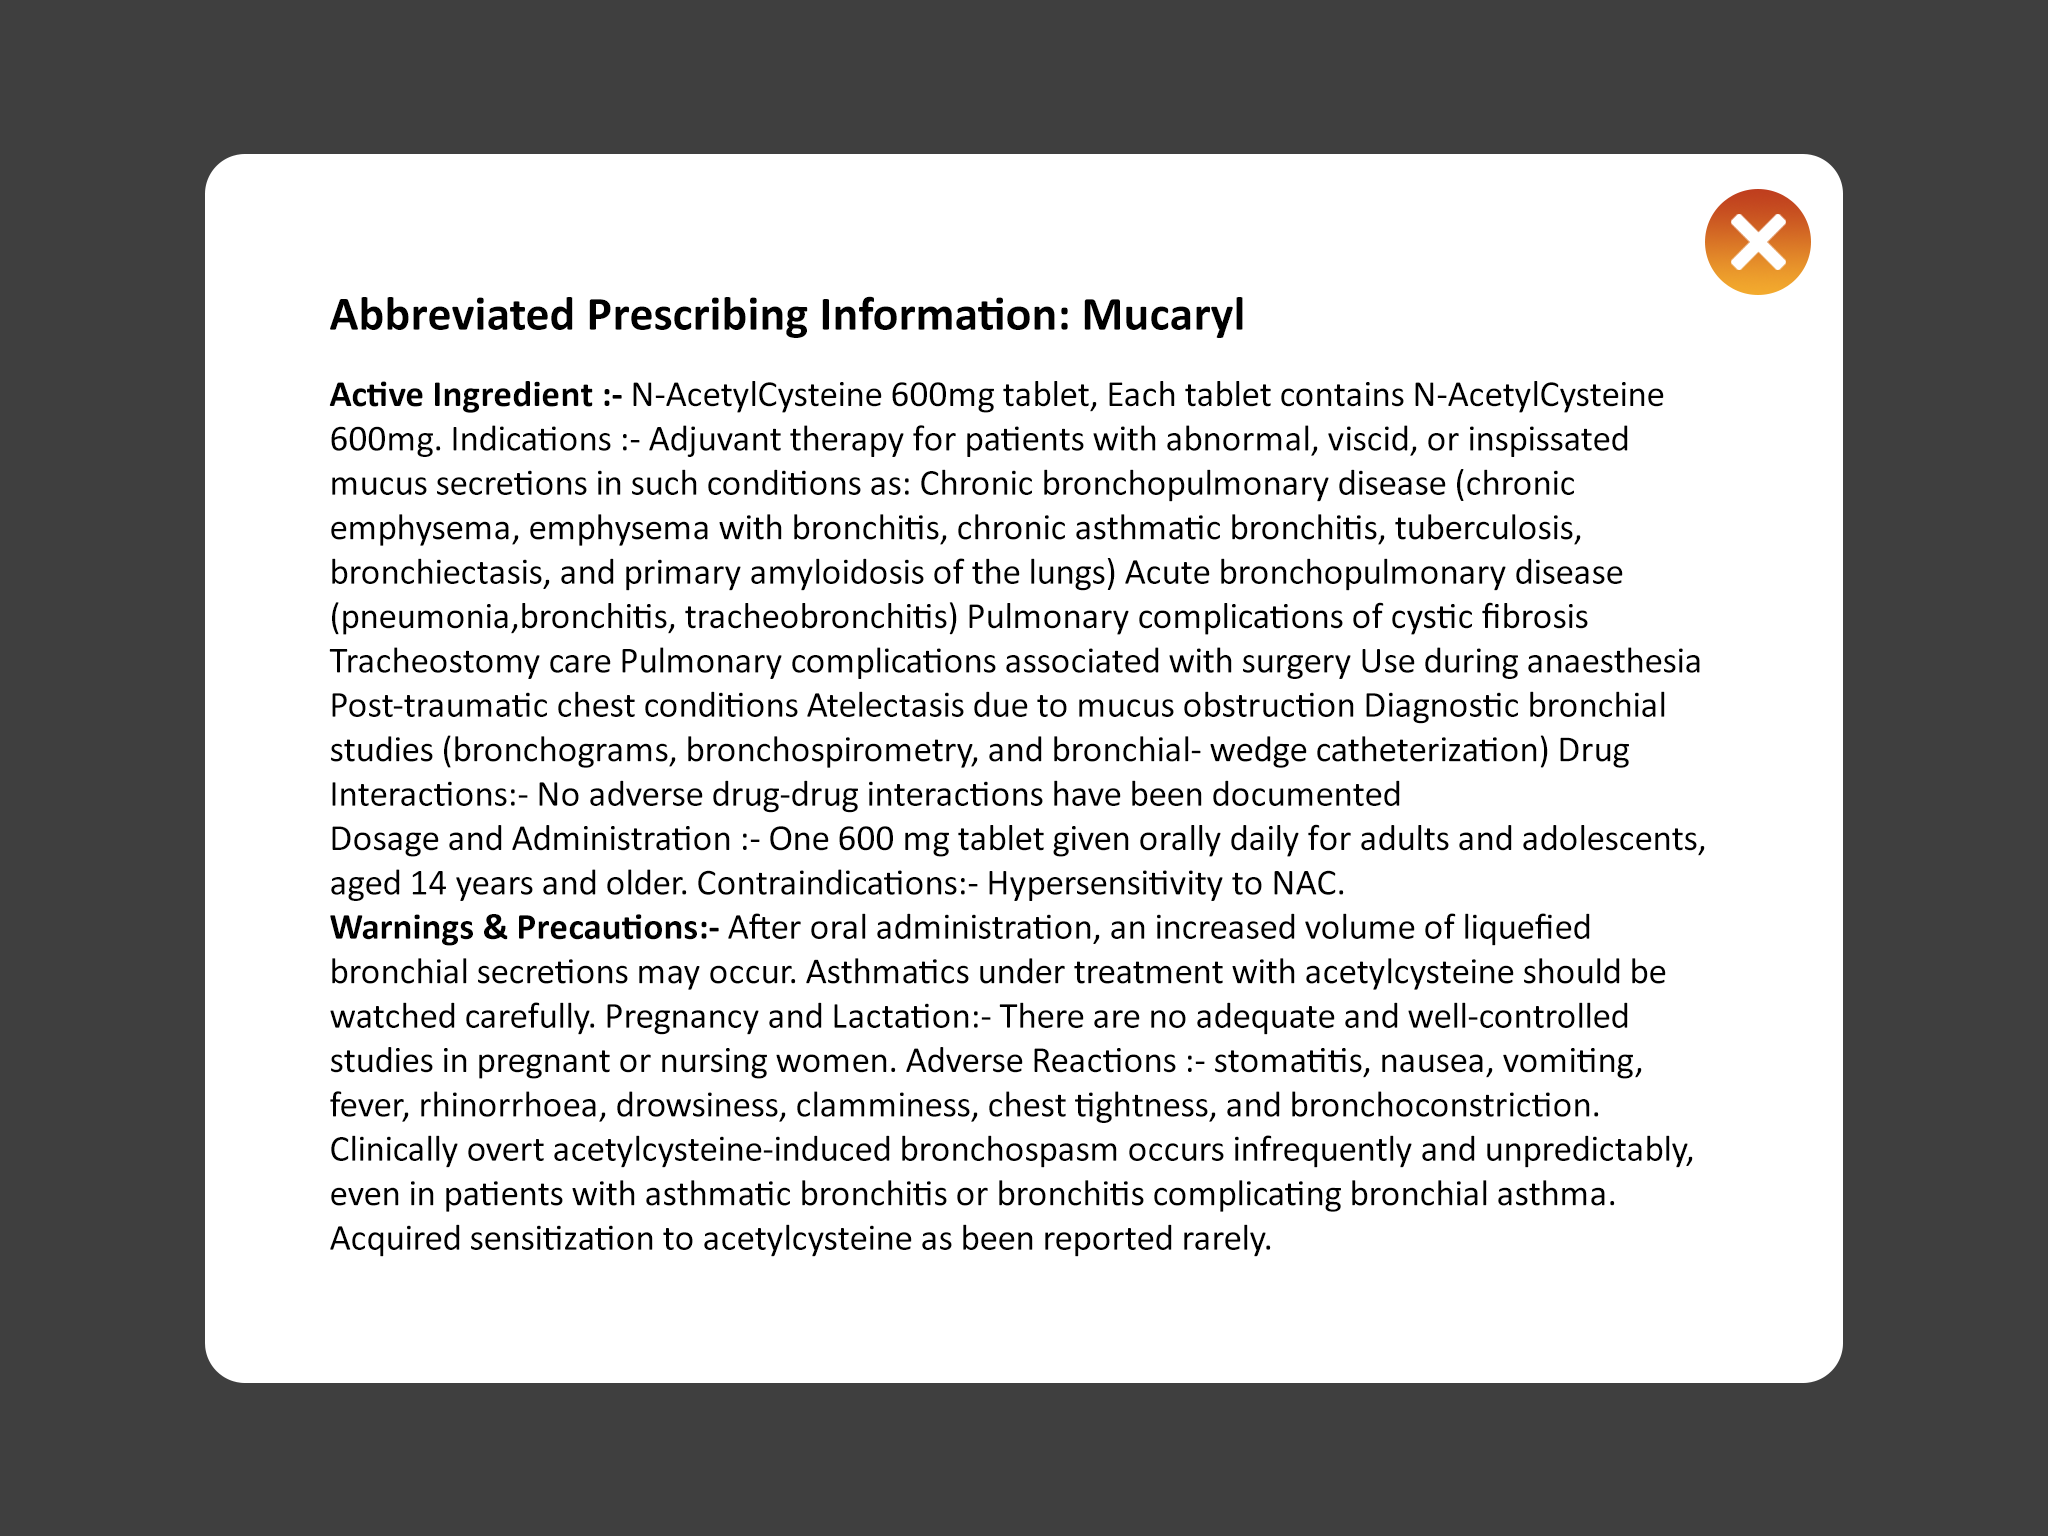 Abbreviated Prescribing Information: Mucaryl
Active Ingredient :- N-AcetylCysteine 600mg tablet, Each tablet contains N-AcetylCysteine
600mg. Indications :- Adjuvant therapy for patients with abnormal, viscid, or inspissated
mucus secretions in such conditions as: Chronic bronchopulmonary disease (chronic
emphysema, emphysema with bronchitis, chronic asthmatic bronchitis, tuberculosis,
bronchiectasis, and primary amyloidosis of the lungs) Acute bronchopulmonary disease
(pneumonia,bronchitis, tracheobronchitis) Pulmonary complications of cystic fibrosis
Tracheostomy care Pulmonary complications associated with surgery Use during anaesthesia
Post-traumatic chest conditions Atelectasis due to mucus obstruction Diagnostic bronchial
studies (bronchograms, bronchospirometry, and bronchial- wedge catheterization) Drug
Interactions:- No adverse drug-drug interactions have been documented
Dosage and Administration :- One 600 mg tablet given orally daily for adults and adolescents,
aged 14 years and older. Contraindications:- Hypersensitivity to NAC.
Warnings & Precautions:- After oral administration, an increased volume of liquefied
bronchial secretions may occur. Asthmatics under treatment with acetylcysteine should be
watched carefully. Pregnancy and Lactation:- There are no adequate and well-controlled
studies in pregnant or nursing women. Adverse Reactions :- stomatitis, nausea, vomiting,
fever, rhinorrhoea, drowsiness, clamminess, chest tightness, and bronchoconstriction.
Clinically overt acetylcysteine-induced bronchospasm occurs infrequently and unpredictably,
even in patients with asthmatic bronchitis or bronchitis complicating bronchial asthma.
Acquired sensitization to acetylcysteine as been reported rarely.